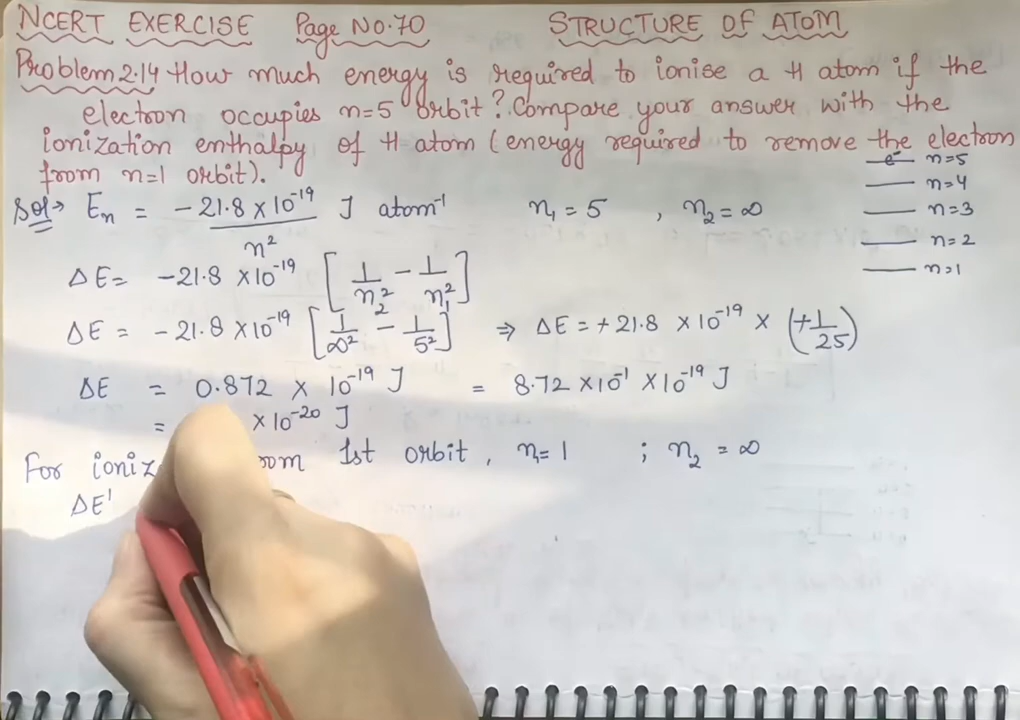 NCERT EXERCISE Page No.70 STRUCTURE OF ATOM
Problem 2.14 How much energy is required to ionise a H atom if the
electron occupies n=5 orbit? Compare your answer with the
ionization enthalpy of H atom (energy required to remove the electron
from n=1 orbit).
e⁻ n=5
n=4
n=3
n=2
n=1
Sol→ En = -21.8 × 10⁻¹⁹ / n² J atom⁻¹ n₁ = 5 , n₂ = ∞
ΔE = -21.8 × 10⁻¹⁹ [1/n₂² - 1/n₁²]
ΔE = -21.8 × 10⁻¹⁹ [1/∞² - 1/5²] ⇒ ΔE = +21.8 × 10⁻¹⁹ × (+1/25)
ΔE = 0.872 × 10⁻¹⁹ J = 8.72 × 10⁻¹ × 10⁻¹⁹ J
= × 10⁻²⁰ J
For 1st orbit, n₁=1 ; n₂ = ∞
ΔE'